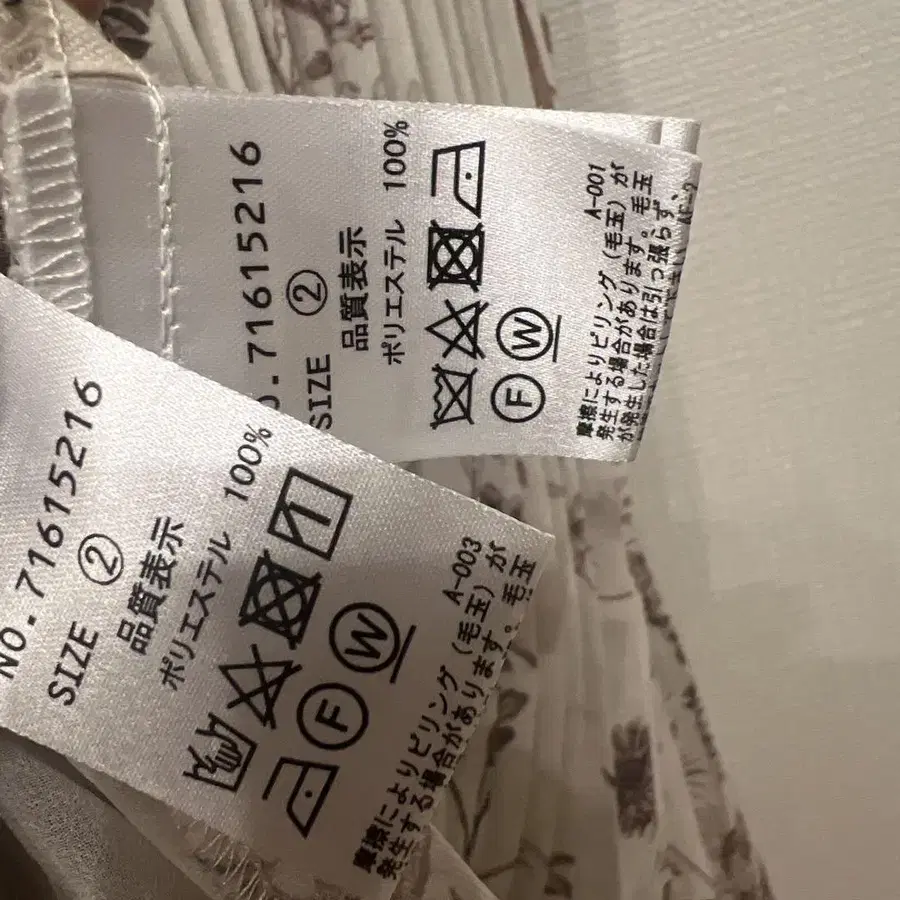 71615216
SIZE ②
品質表示
ポリエステル 100%
Ⓕ Ⓦ
A-001
摩擦によりピリング(毛玉)が
発生する場合があります。毛玉
が発生した場合は引っ張らず、
NO.71615216
SIZE ②
品質表示
ポリエステル 100%
Ⓕ Ⓦ
A-003
摩擦によりピリング(毛玉)が
発生する場合があります。毛玉